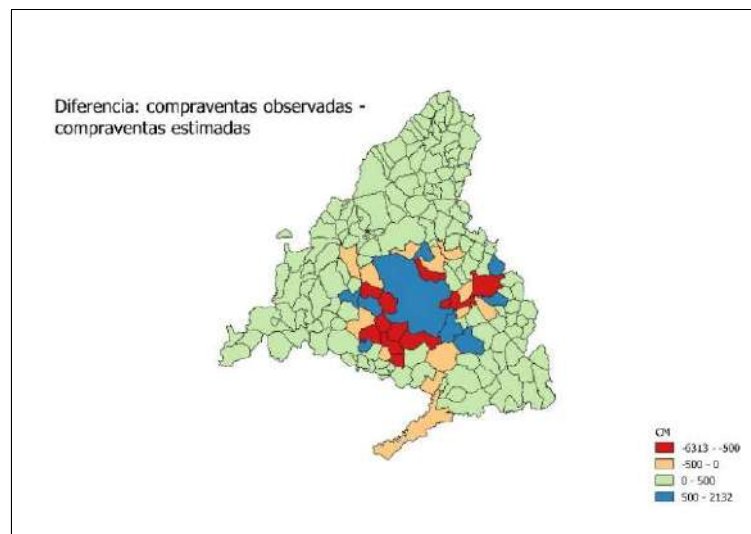 Diferencia: compraventas observadas -
compraventas estimadas
CM
-6313 - -500
-500 - 0
0 - 500
500 - 2132